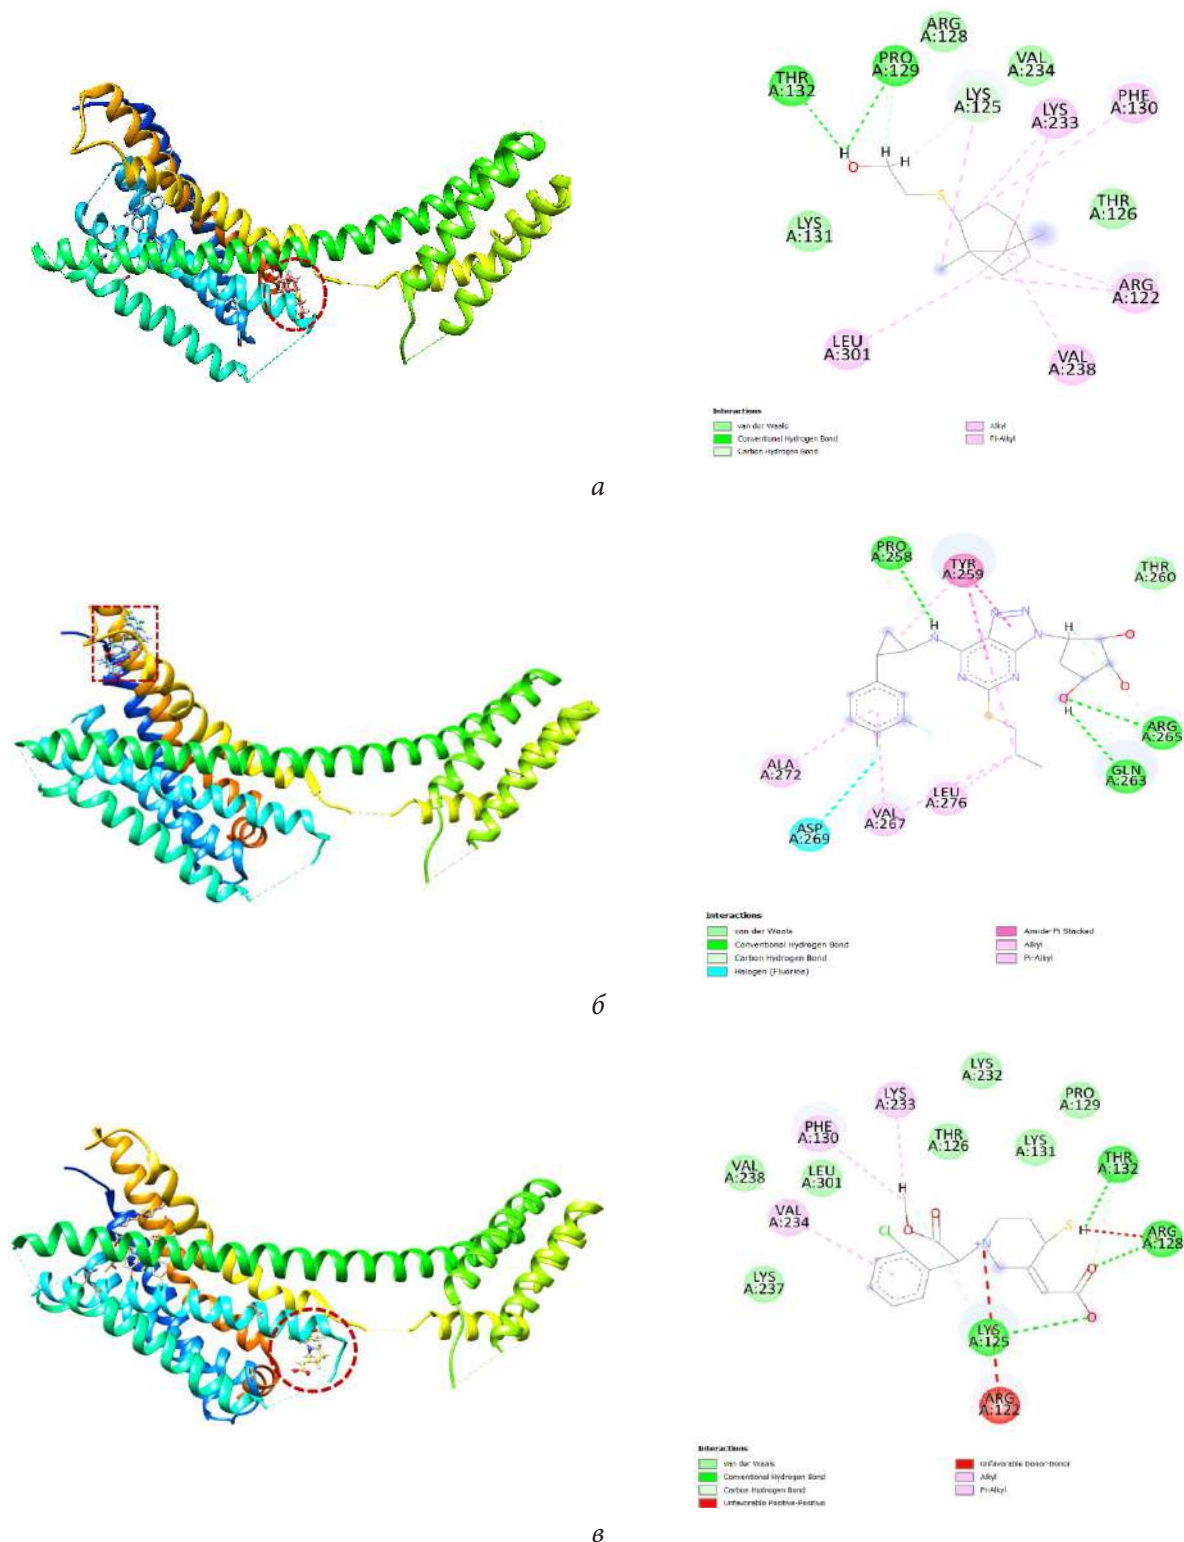 ARG
A:128
PRO
A:129
VAL
A:234
THR
A:132
LYS
A:125
PHE
A:130
LYS
A:233
H
H
H
O
S
THR
A:126
LYS
A:131
ARG
A:122
LEU
A:301
VAL
A:238
Interactions
van der Waals
Conventional Hydrogen Bond
Carbon Hydrogen Bond
Alkyl
Pi-Alkyl
а
PRO
A:258
TYR
A:259
THR
A:260
H
N
N
N
N
H
O
N
N
N
O
O
H
ARG
A:265
ALA
A:272
GLN
A:263
LEU
A:276
VAL
A:267
ASP
A:269
Interactions
van der Waals
Conventional Hydrogen Bond
Carbon Hydrogen Bond
Halogen (Fluorine)
Amide-Pi Stacked
Alkyl
Pi-Alkyl
б
LYS
A:232
LYS
A:233
PRO
A:129
PHE
A:130
THR
A:126
LYS
A:131
THR
A:132
VAL
A:238
LEU
A:301
H
VAL
A:234
O
O
S
H
ARG
A:128
Cl
N
+
O
LYS
A:237
O
LYS
A:125
ARG
A:122
Interactions
van der Waals
Conventional Hydrogen Bond
Carbon Hydrogen Bond
Unfavorable Positive-Positive
Unfavorable Donor-Donor
Alkyl
Pi-Alkyl
в